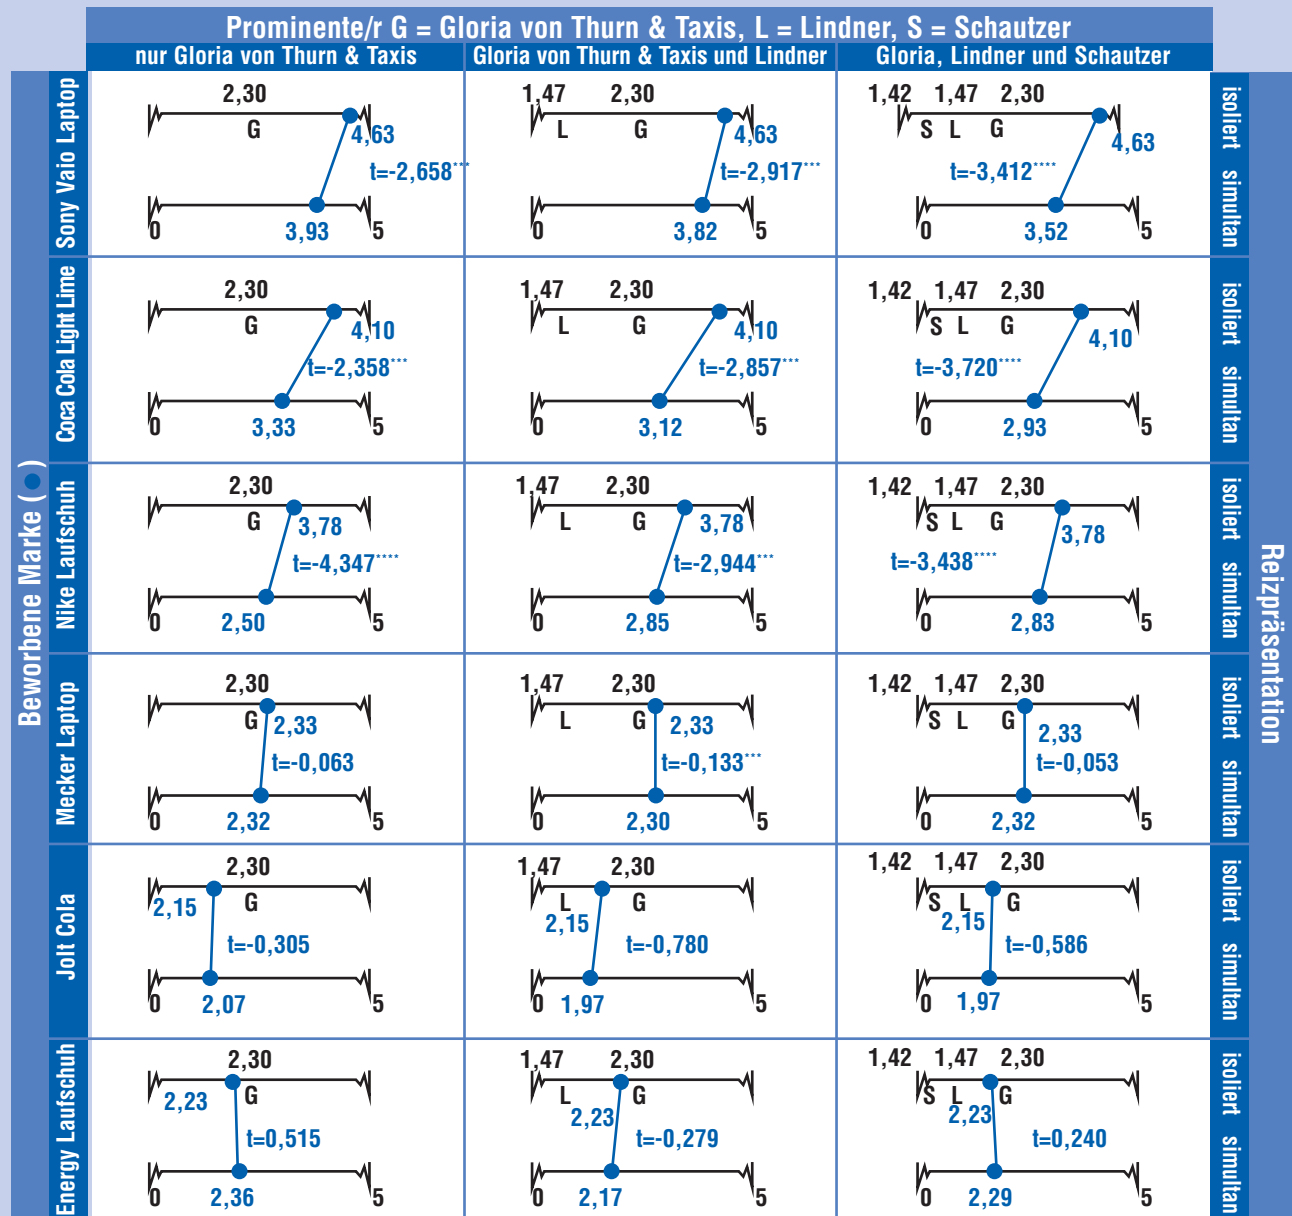 Prominente/r G = Gloria von Thurn & Taxis, L = Lindner, S = Schautzer
nur Gloria von Thurn & Taxis
Gloria von Thurn & Taxis und Lindner
Gloria, Lindner und Schautzer
Beworbene Marke ( )
Reizpräsentation
Sony Vaio Laptop
2,30
G
4,63
t=-2,658***
0 3,93 5
1,47 2,30
L G
4,63
t=-2,917***
0 3,82 5
1,42 1,47 2,30
S L G
4,63
t=-3,412****
0 3,52 5
isoliert simultan
Coca Cola Light Lime
2,30
G
4,10
t=-2,358***
0 3,33 5
1,47 2,30
L G
4,10
t=-2,857***
0 3,12 5
1,42 1,47 2,30
S L G
4,10
t=-3,720****
0 2,93 5
isoliert simultan
Nike Laufschuh
2,30
G
3,78
t=-4,347****
0 2,50 5
1,47 2,30
L G
3,78
t=-2,944***
0 2,85 5
1,42 1,47 2,30
S L G
3,78
t=-3,438****
0 2,83 5
isoliert simultan
Mecker Laptop
2,30
G
2,33
t=-0,063
0 2,32 5
1,47 2,30
L G
2,33
t=-0,133***
0 2,30 5
1,42 1,47 2,30
S L G
2,33
t=-0,053
0 2,32 5
isoliert simultan
Jolt Cola
2,30
2,15 G
t=-0,305
0 2,07 5
1,47 2,30
L G
2,15
t=-0,780
0 1,97 5
1,42 1,47 2,30
S L G
2,15
t=-0,586
0 1,97 5
isoliert simultan
Energy Laufschuh
2,30
2,23 G
t=0,515
0 2,36 5
1,47 2,30
L G
2,23
t=-0,279
0 2,17 5
1,42 1,47 2,30
S L G
2,23
t=0,240
0 2,29 5
isoliert simultan